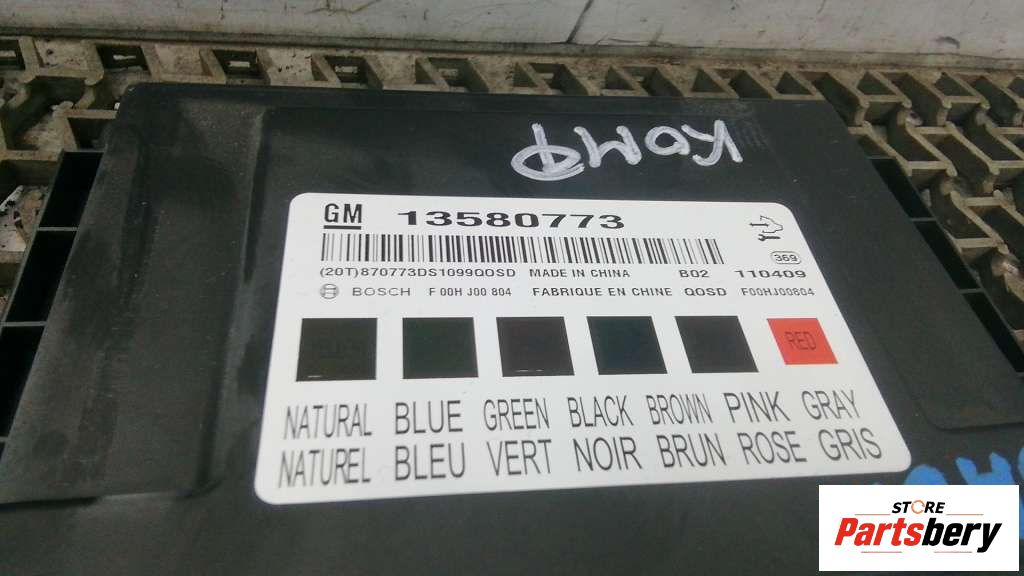 КОМФ
GM 13580773
369
(20T)870773DS1099QOSD MADE IN CHINA B02 110409
BOSCH F 00H J00 804 FABRIQUE EN CHINE QOSD F00HJ00804
RED
NATURAL BLUE GREEN BLACK BROWN PINK GRAY
NATUREL BLEU VERT NOIR BRUN ROSE GRIS
STORE
Partsbery